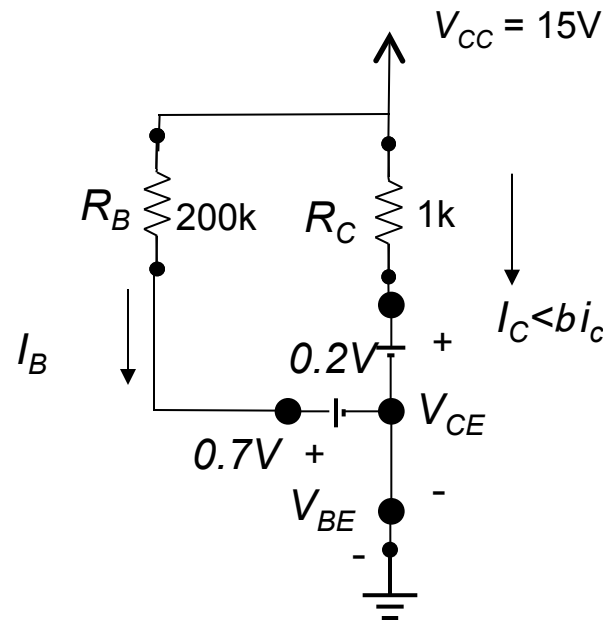 V_CC = 15V
R_B 200k
R_C 1k
I_B
I_C<bi_c
0.2V +
0.7V +
V_CE
V_BE
-
-